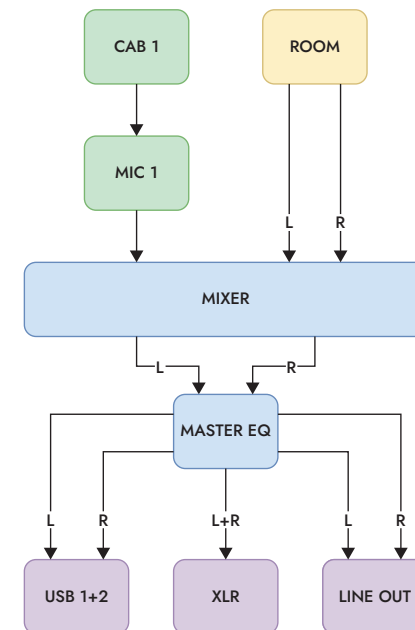 CAB 1
ROOM
MIC 1
L
R
MIXER
L
R
MASTER EQ
L
R
L+R
L
R
USB 1+2
XLR
LINE OUT